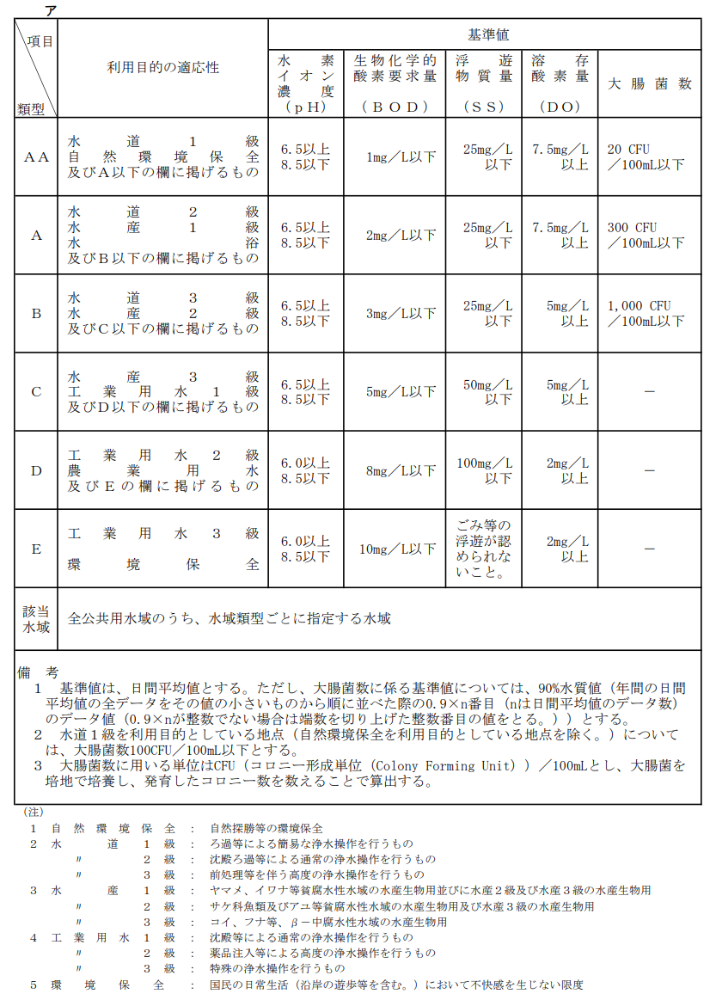 ア
項目
類型
利用目的の適応性
基準値
水素
イオン
濃度
(pH)
生物化学的
酸素要求量
(BOD)
浮遊
物質量
(SS)
溶存
酸素量
(DO)
大腸菌数
AA
水道1級
自然環境保全
及びA以下の欄に掲げるもの
6.5以上
8.5以下
1mg/L以下
25mg/L
以下
7.5mg/L
以上
20 CFU
/100mL以下
A
水道2級
水産1級
水浴
及びB以下の欄に掲げるもの
6.5以上
8.5以下
2mg/L以下
25mg/L
以下
7.5mg/L
以上
300 CFU
/100mL以下
B
水道3級
水産2級
及びC以下の欄に掲げるもの
6.5以上
8.5以下
3mg/L以下
25mg/L
以下
5mg/L
以上
1,000 CFU
/100mL以下
C
水産3級
工業用水1級
及びD以下の欄に掲げるもの
6.5以上
8.5以下
5mg/L以下
50mg/L
以下
5mg/L
以上
-
D
工業用水2級
農業用水
及びEの欄に掲げるもの
6.0以上
8.5以下
8mg/L以下
100mg/L
以下
2mg/L
以上
-
E
工業用水3級
環境保全
6.0以上
8.5以下
10mg/L以下
ごみ等の
浮遊が認
められな
いこと。
2mg/L
以上
-
該当
水域
全公共用水域のうち、水域類型ごとに指定する水域
備 考
1 基準値は、日間平均値とする。ただし、大腸菌数に係る基準値については、90%水質値(年間の日間
平均値の全データをその値の小さいものから順に並べた際の0.9×n番目(nは日間平均値のデータ数)
のデータ値(0.9×nが整数でない場合は端数を切り上げた整数番目の値をとる。))とする。
2 水道1級を利用目的としている地点(自然環境保全を利用目的としている地点を除く。)について
は、大腸菌数100CFU/100mL以下とする。
3 大腸菌数に用いる単位はCFU(コロニー形成単位(Colony Forming Unit))/100mLとし、大腸菌を
培地で培養し、発育したコロニー数を数えることで算出する。
(注)
1 自然環境保全 : 自然探勝等の環境保全
2 水道1級 : ろ過等による簡易な浄水操作を行うもの
〃 2級 : 沈殿ろ過等による通常の浄水操作を行うもの
〃 3級 : 前処理等を伴う高度の浄水操作を行うもの
3 水産1級 : ヤマメ、イワナ等貧腐水性水域の水産生物用並びに水産2級及び水産3級の水産生物用
〃 2級 : サケ科魚類及びアユ等貧腐水性水域の水産生物用及び水産3級の水産生物用
〃 3級 : コイ、フナ等、β-中腐水性水域の水産生物用
4 工業用水1級 : 沈殿等による通常の浄水操作を行うもの
〃 2級 : 薬品注入等による高度の浄水操作を行うもの
〃 3級 : 特殊の浄水操作を行うもの
5 環境保全 : 国民の日常生活(沿岸の遊歩等を含む。)において不快感を生じない限度